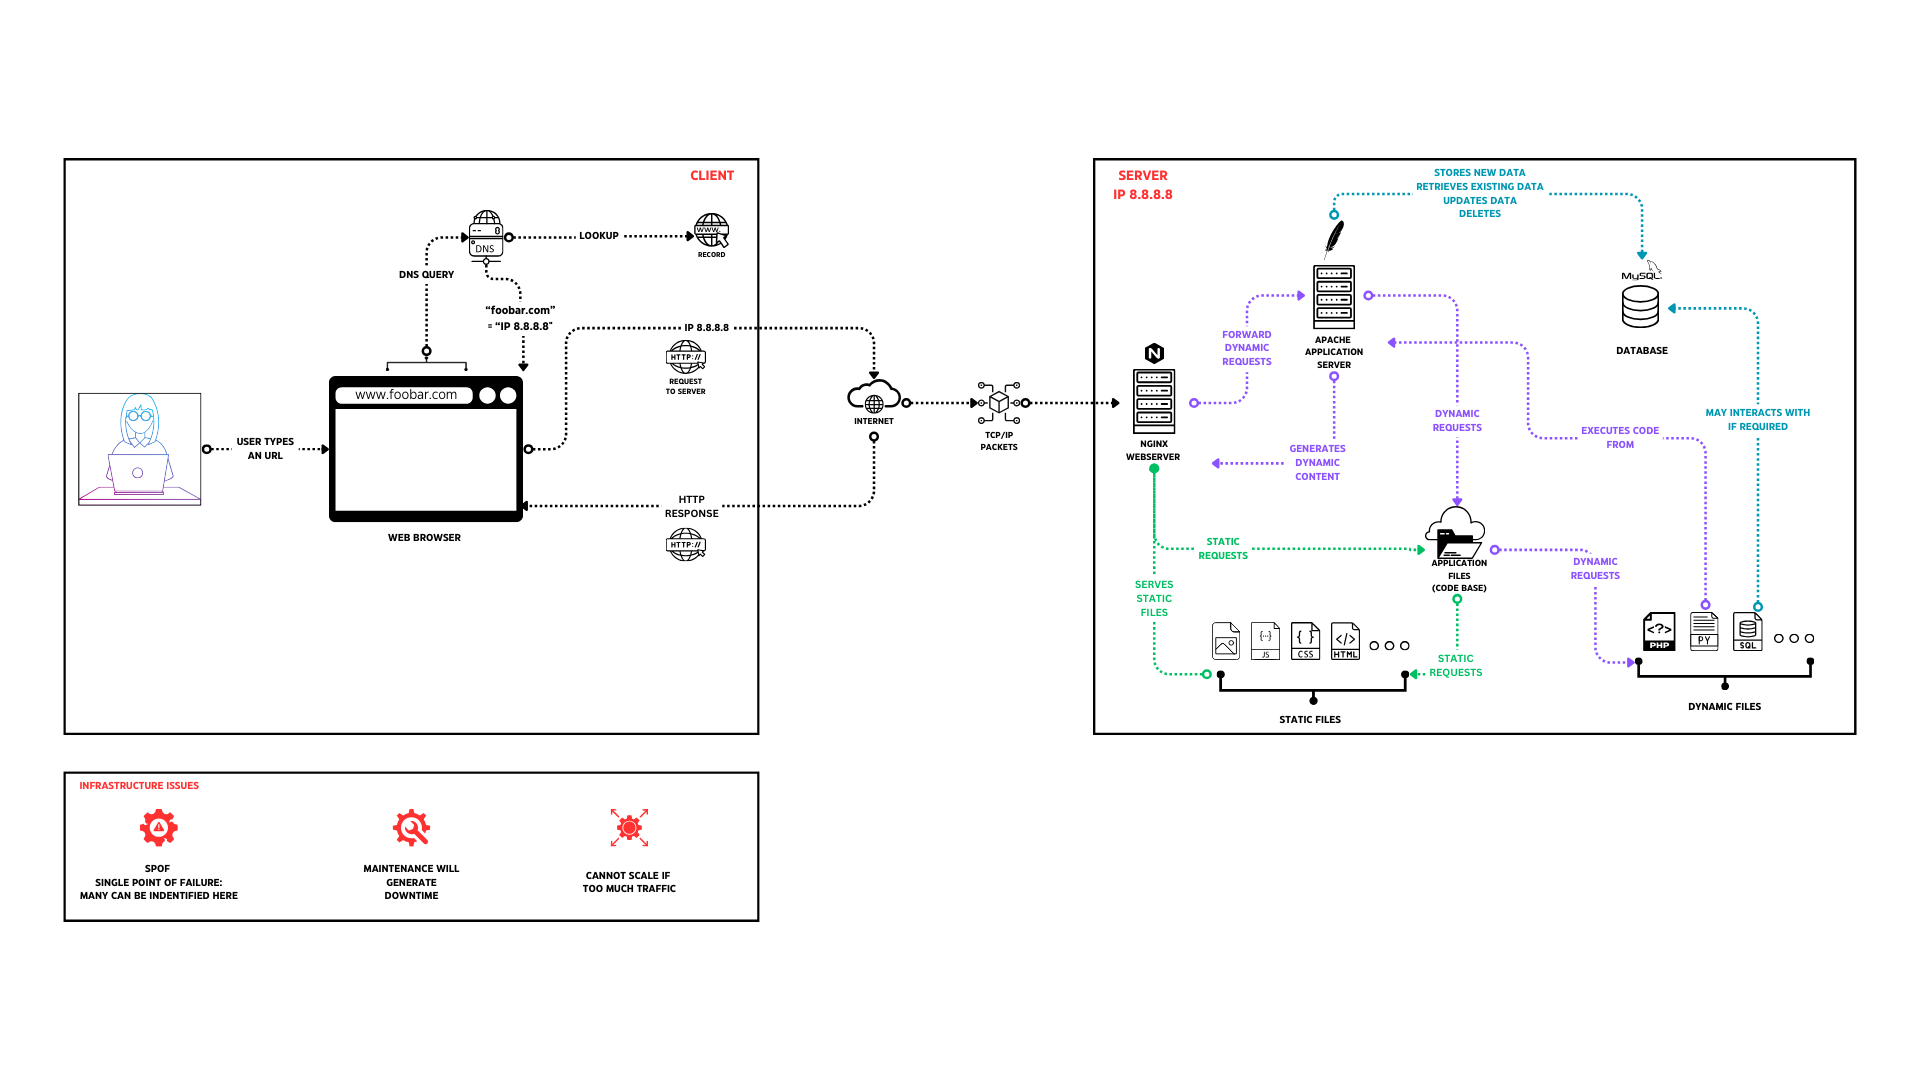 CLIENT
DNS
LOOKUP
WWW.
RECORD
DNS QUERY
“foobar.com”
= “IP 8.8.8.8"
IP 8.8.8.8
HTTP://
REQUEST
TO SERVER
www.foobar.com
USER TYPES
AN URL
WEB BROWSER
HTTP
RESPONSE
HTTP://
INTERNET
TCP/IP
PACKETS
SERVER
IP 8.8.8.8
STORES NEW DATA
RETRIEVES EXISTING DATA
UPDATES DATA
DELETES
MySQL
DATABASE
FORWARD
DYNAMIC
REQUESTS
APACHE
APPLICATION
SERVER
N
NGINX
WEBSERVER
GENERATES
DYNAMIC
CONTENT
DYNAMIC
REQUESTS
EXECUTES CODE
FROM
MAY INTERACTS WITH
IF REQUIRED
STATIC
REQUESTS
APPLICATION
FILES
(CODE BASE)
DYNAMIC
REQUESTS
SERVES
STATIC
FILES
{···}
JS
{ }
CSS
</>
HTML
STATIC
REQUESTS
<?>
PHP
PY
SQL
STATIC FILES
DYNAMIC FILES
INFRASTRUCTURE ISSUES
SPOF
SINGLE POINT OF FAILURE:
MANY CAN BE INDENTIFIED HERE
MAINTENANCE WILL
GENERATE
DOWNTIME
CANNOT SCALE IF
TOO MUCH TRAFFIC